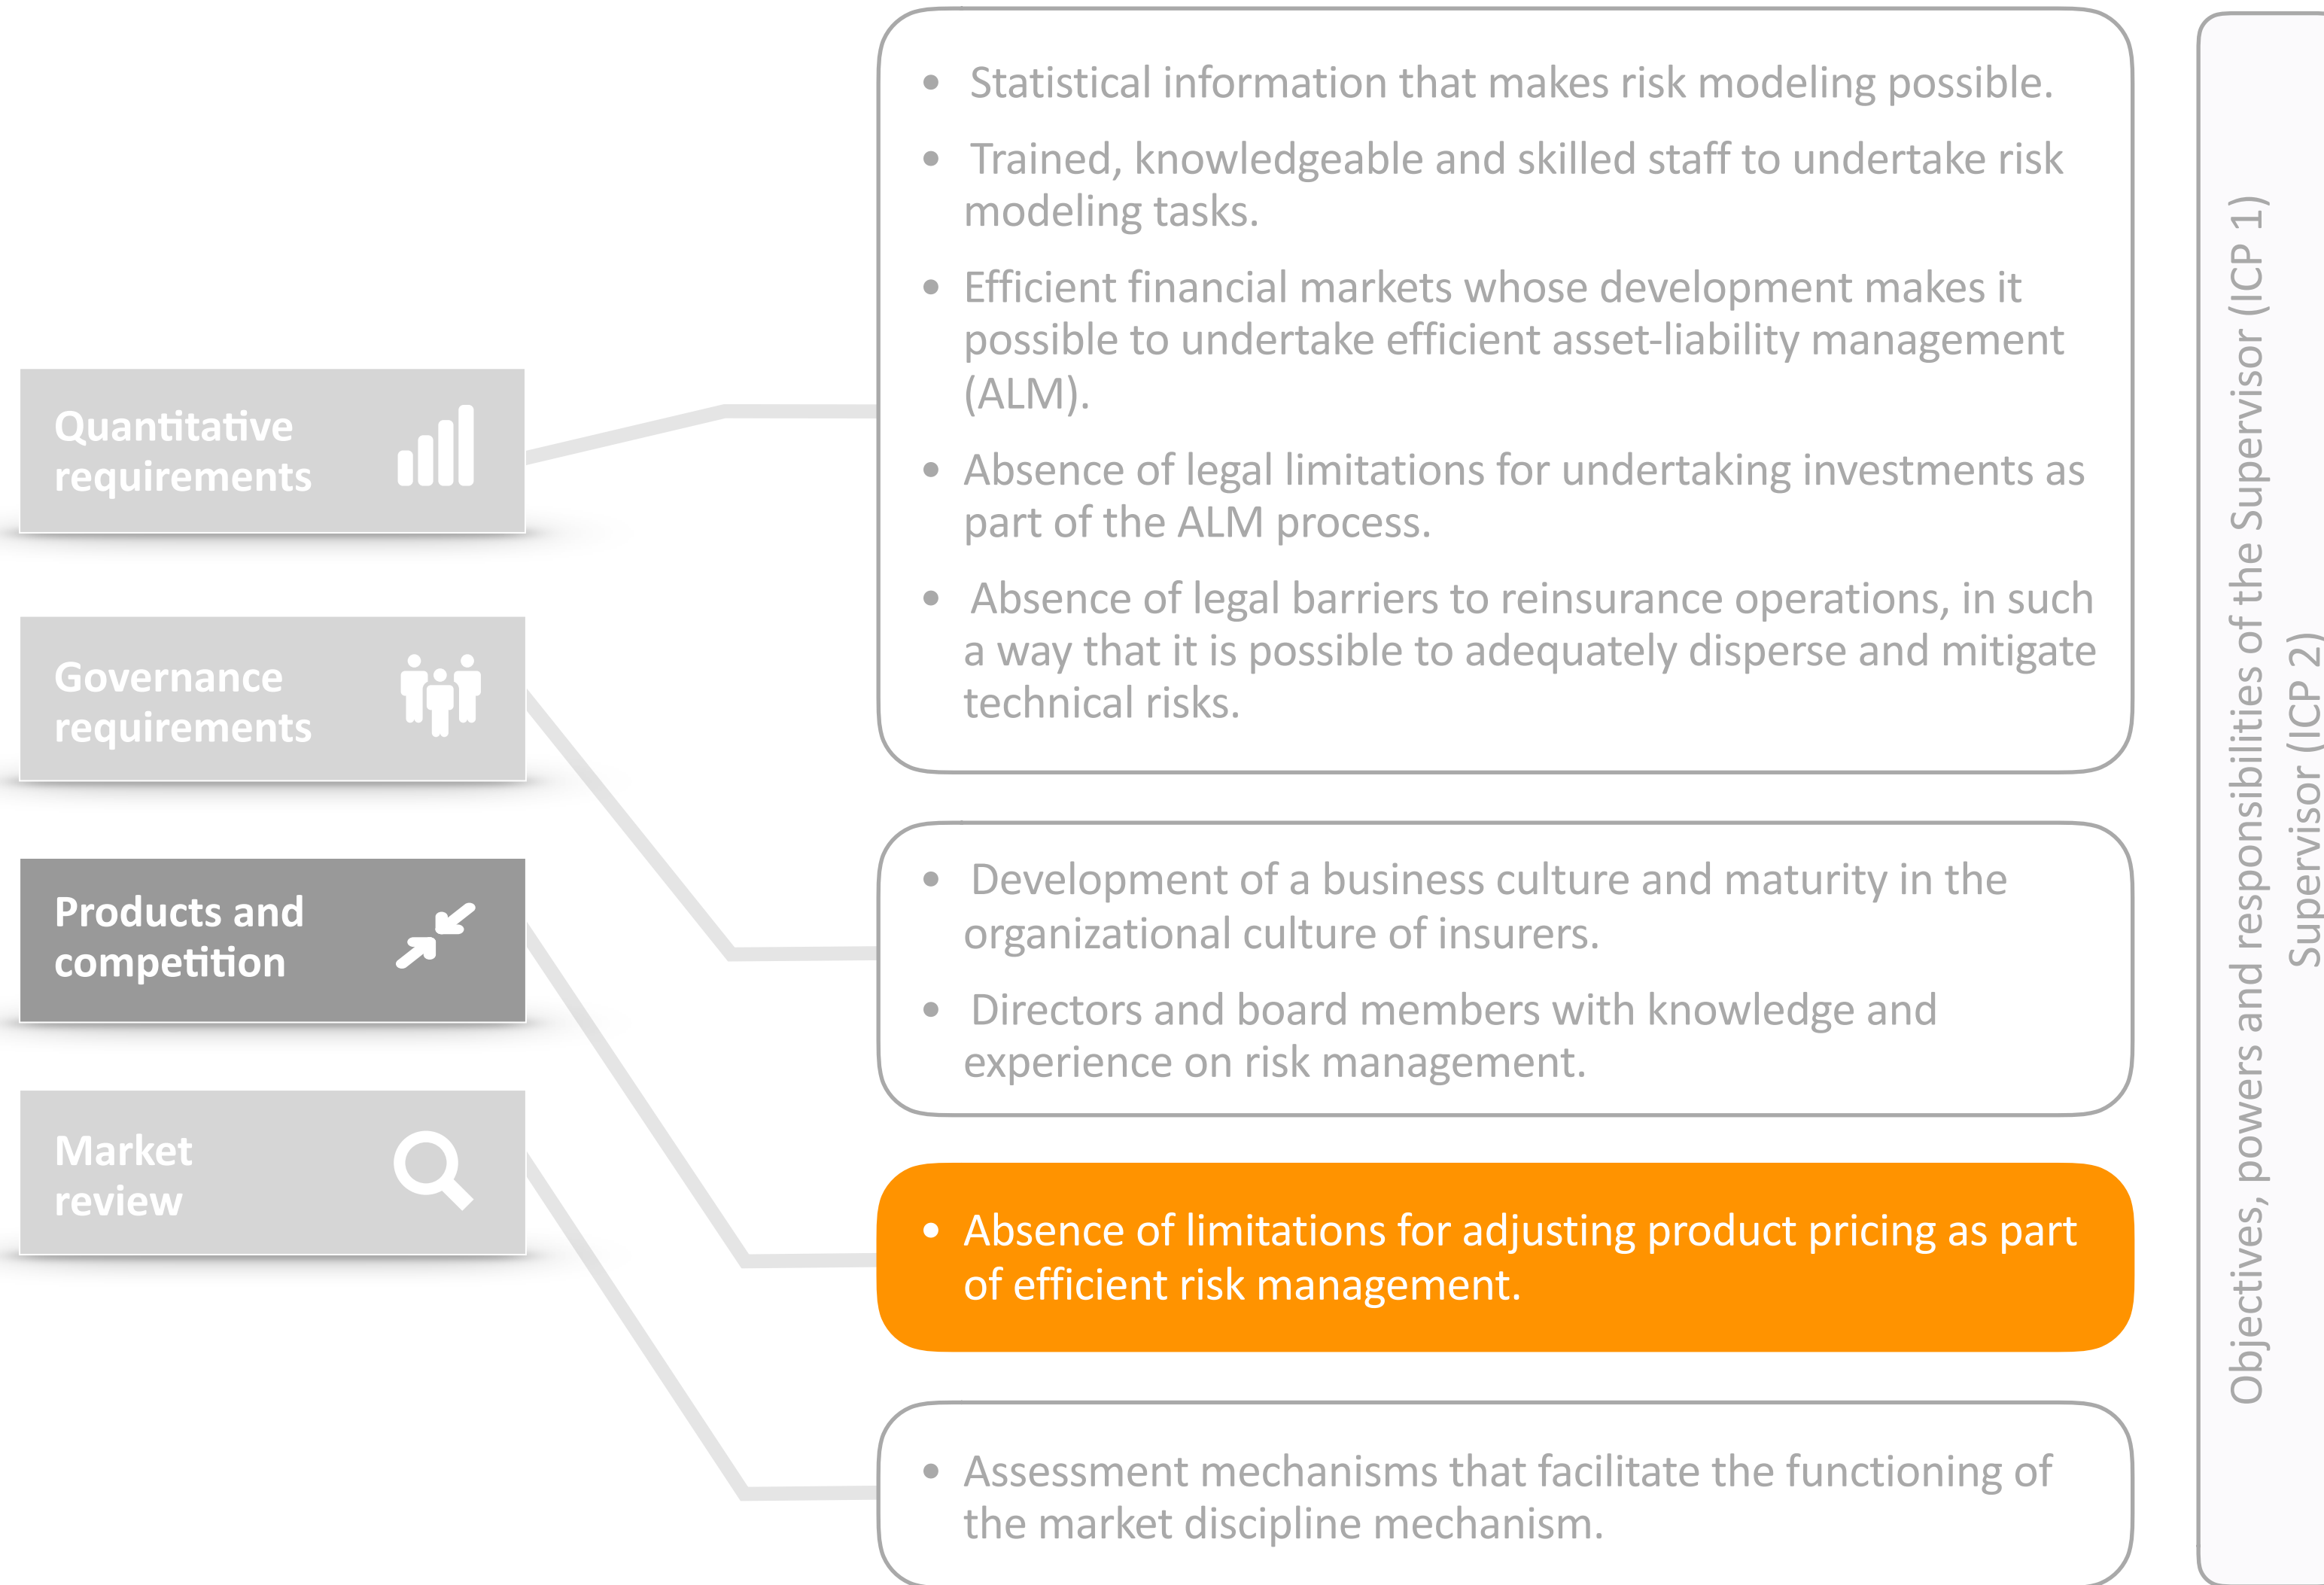 Quantitative
requirements
Governance
requirements
Products and
competition
Market
review
• Statistical information that makes risk modeling possible.
• Trained, knowledgeable and skilled staff to undertake risk
modeling tasks.
• Efficient financial markets whose development makes it
possible to undertake efficient asset-liability management
(ALM).
• Absence of legal limitations for undertaking investments as
part of the ALM process.
• Absence of legal barriers to reinsurance operations, in such
a way that it is possible to adequately disperse and mitigate
technical risks.
• Development of a business culture and maturity in the
organizational culture of insurers.
• Directors and board members with knowledge and
experience on risk management.
• Absence of limitations for adjusting product pricing as part
of efficient risk management.
• Assessment mechanisms that facilitate the functioning of
the market discipline mechanism.
Objectives, powers and responsibilities of the Supervisor (ICP 1)
Supervisor (ICP 2)